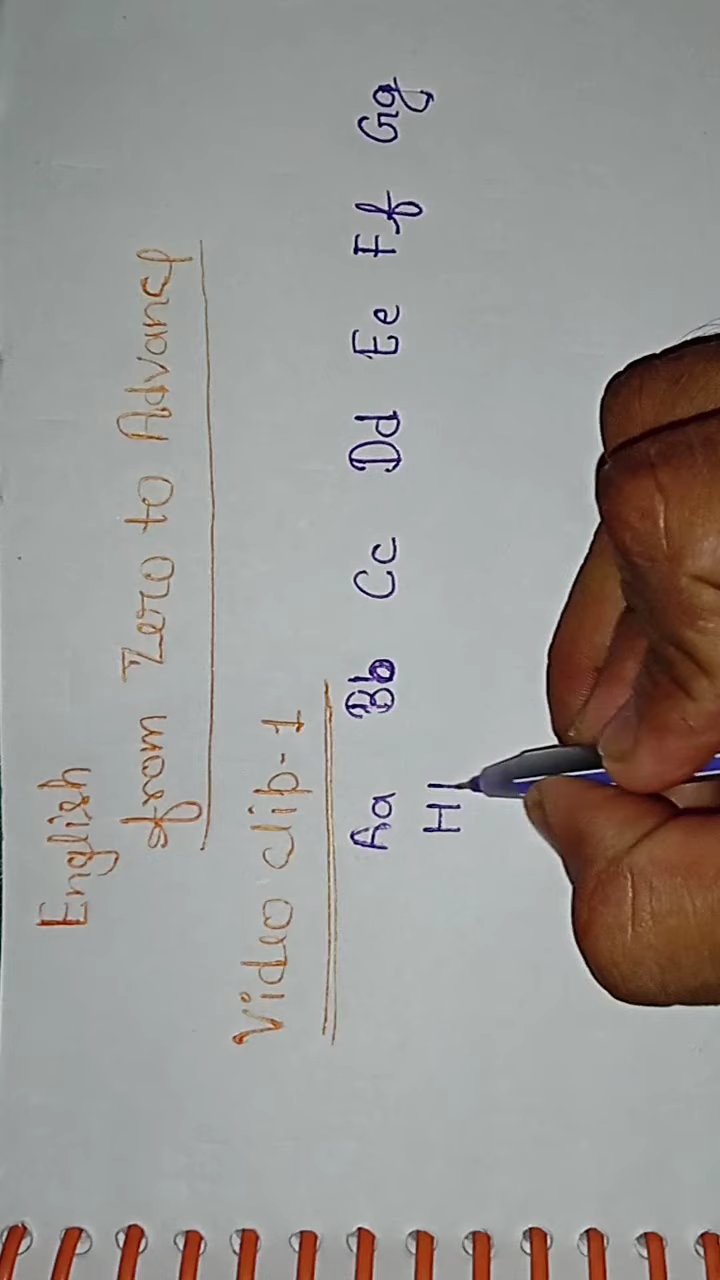 English
from Zero to Advance
Video clip-1
Aa Bb Cc Dd Ee Ff Gg
H